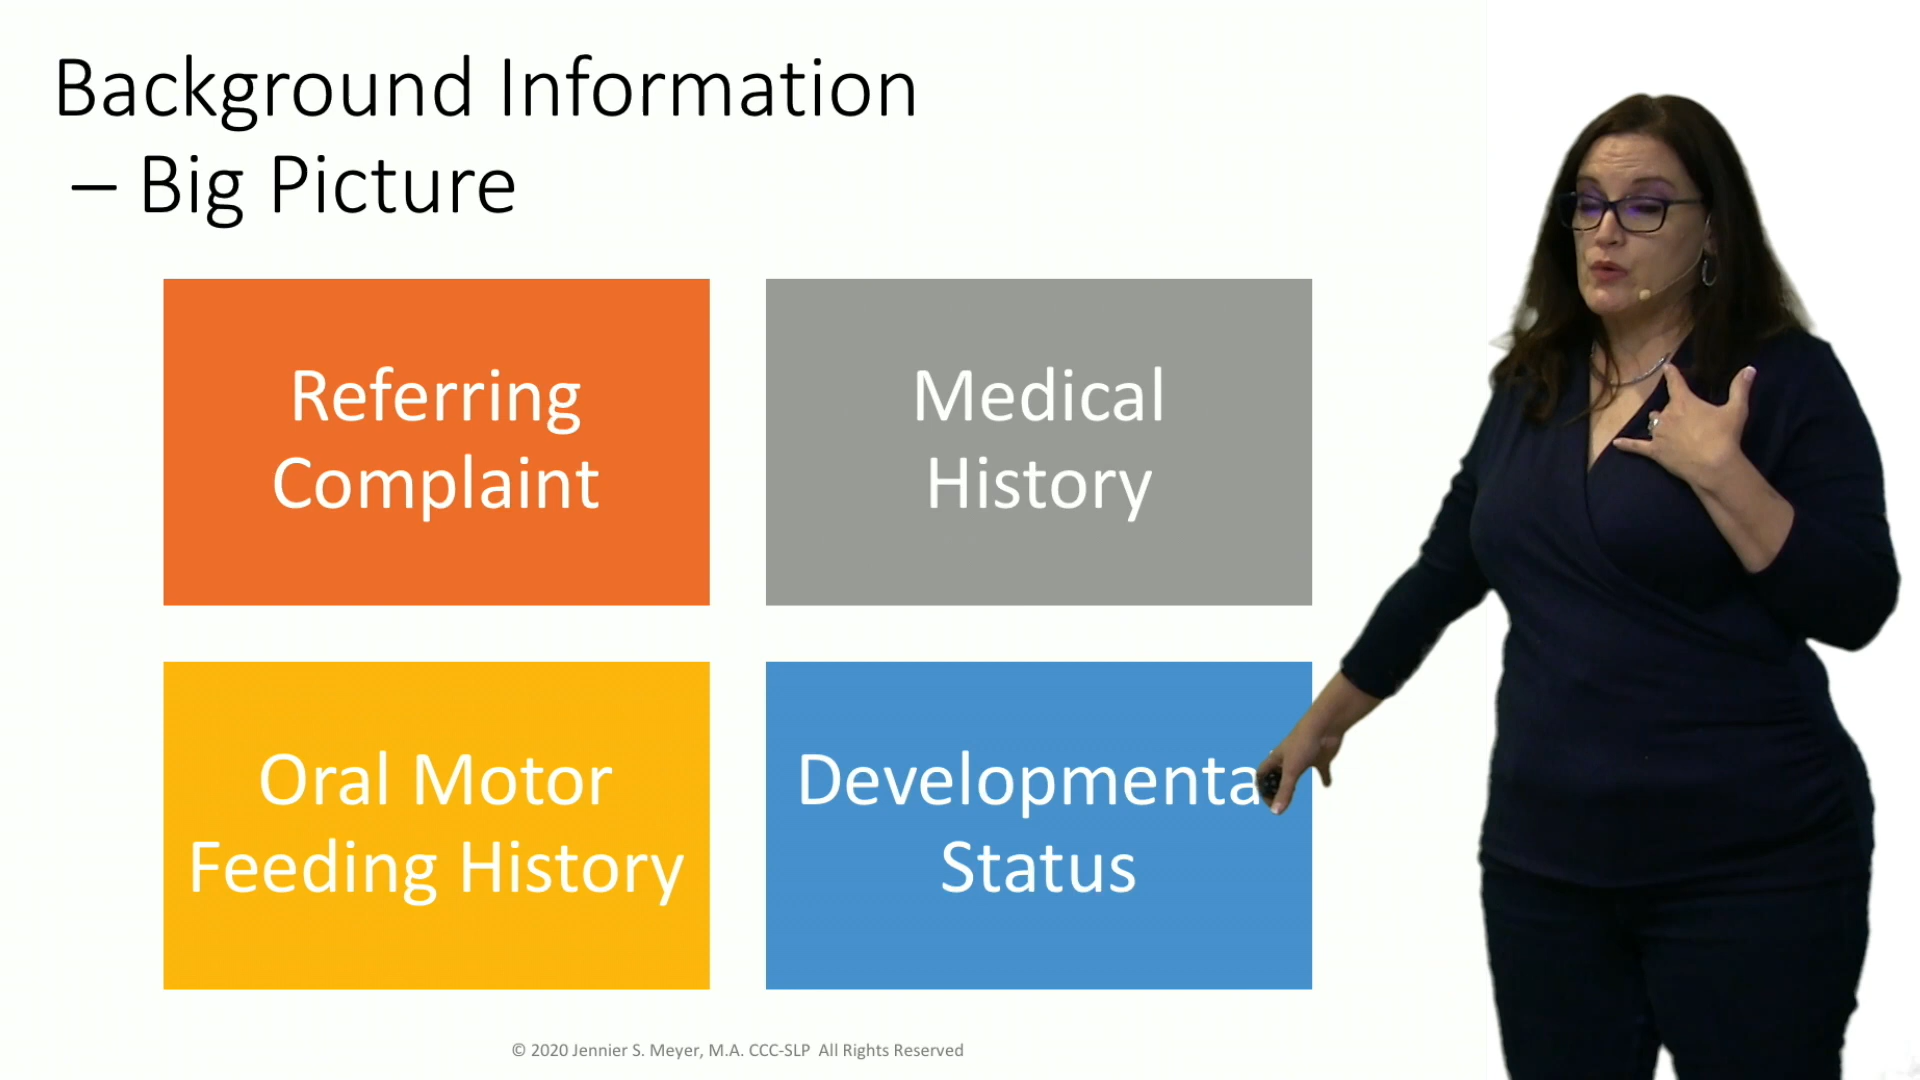 Background Information
– Big Picture
Referring
Complaint
Medical
History
Oral Motor
Feeding History
Developmenta
Status
© 2020 Jennier S. Meyer, M.A. CCC-SLP All Rights Reserved